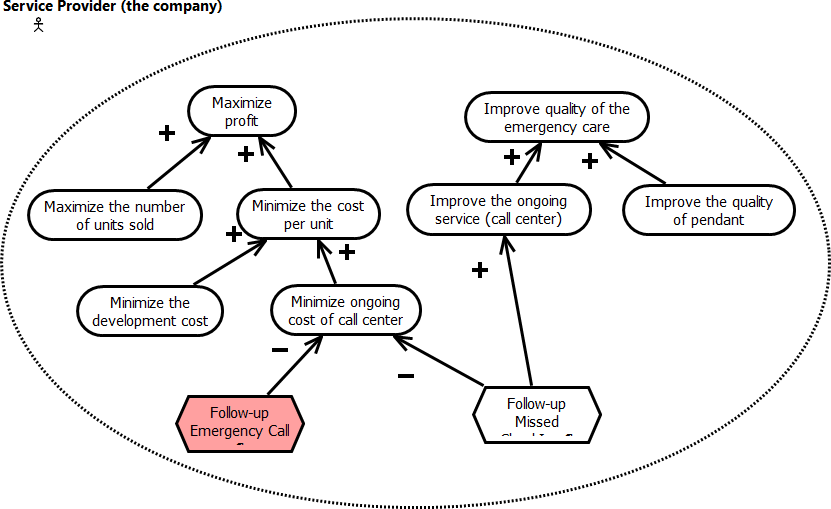 Service Provider (the company)
Maximize
profit
Improve quality of the
emergency care
+
+
+
+
Maximize the number
of units sold
Minimize the cost
per unit
Improve the ongoing
service (call center)
Improve the quality
of pendant
+
+
+
Minimize the
development cost
Minimize ongoing
cost of call center
−
−
Follow-up
Emergency Call
Follow-up
Missed